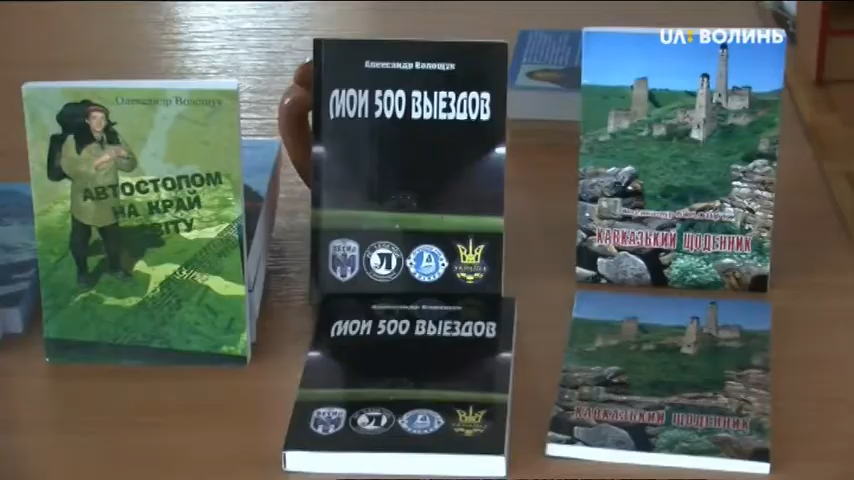 UA:ВОЛИНЬ
Олександр Волощук
АВТОСТОПОМ
НА КРАЙ
СВІТУ
Александр Волощук
МОИ 500 ВЫЕЗДОВ
КАВКАЗЬКИЙ ЩОДЕННИК
МОИ 500 ВЫЕЗДОВ
КАВКАЗЬКИЙ ЩОДЕННИК